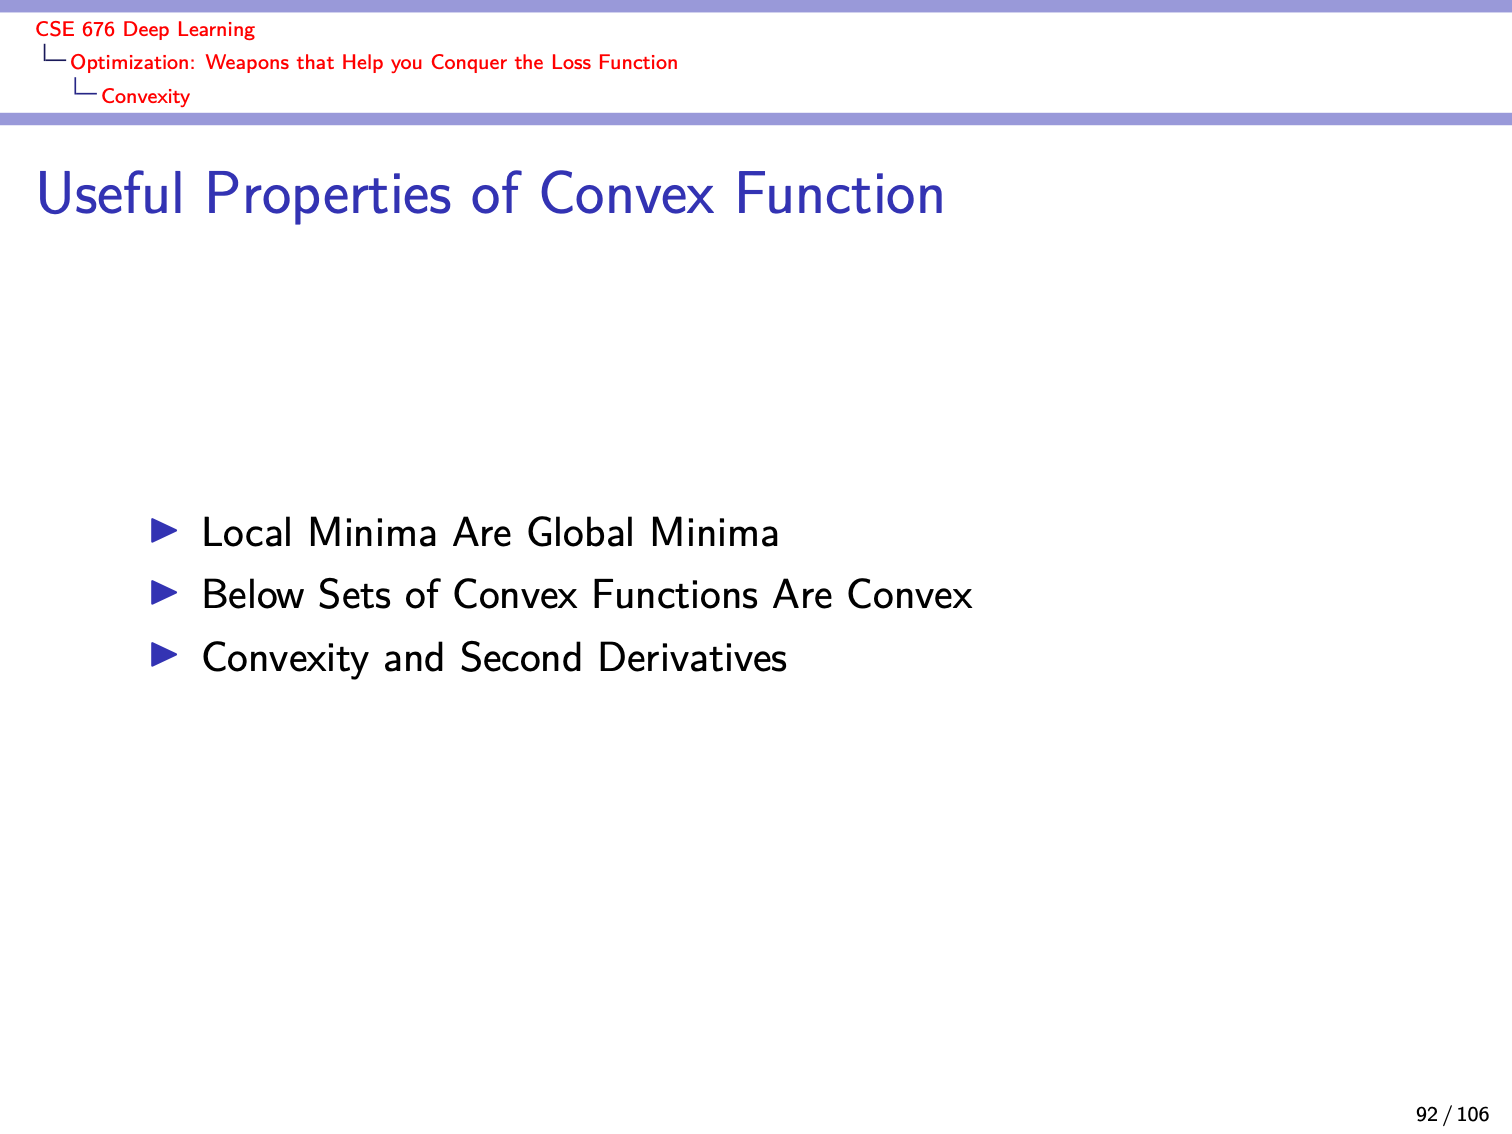 CSE 676 Deep Learning
Optimization: Weapons that Help you Conquer the Loss Function
Convexity
Useful Properties of Convex Function
Local Minima Are Global Minima
Below Sets of Convex Functions Are Convex
Convexity and Second Derivatives
92 / 106